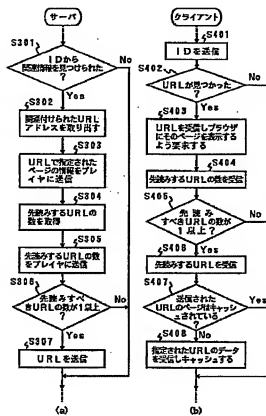 サーバ
S301
IDから
関連情報を見つけられた
?
No
Yes
S302
関連付けられたURL
アドレスを取り出す
S303
URLで指定された
ページの情報をプレ
イヤに送信
S304
先読みするURL
の数を取得
S305
先読みするURLの数
をプレイヤに送信
S306
先読みすべ
きURLの数が1以上
?
No
Yes
S307
URLを送信
(a)
クライアント
S401
IDを送信
S402
URLが見つかった
?
No
Yes
S403
URLを受信しブラウザ
にそのページを表示する
よう要求する
S404
先読みするURLの数を受信
S405
先読み
すべきURLの数が
1以上?
No
Yes
S406
先読みするURLを受信
S407
送信された
URLのページはキャッシ
ュされている
?
Yes
No
S408
指定されたURLのデータ
を受信しキャッシュする
(b)